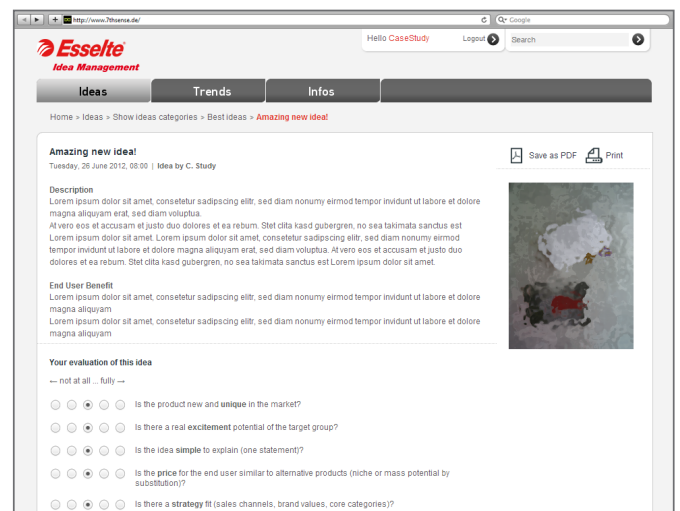 http://www.7thsense.de/
Google
Esselte
Idea Management
Hello CaseStudy
Logout
Search
Ideas
Trends
Infos
Home » Ideas » Show ideas categories » Best ideas » Amazing new idea!
Amazing new idea!
Tuesday, 26 June 2012, 08:00 | Idea by C. Study
Save as PDF
Print
Description
Lorem ipsum dolor sit amet, consetetur sadipscing elitr, sed diam nonumy eirmod tempor invidunt ut labore et dolore
magna aliquyam erat, sed diam voluptua.
At vero eos et accusam et justo duo dolores et ea rebum. Stet clita kasd gubergren, no sea takimata sanctus est
Lorem ipsum dolor sit amet. Lorem ipsum dolor sit amet, consetetur sadipscing elitr, sed diam nonumy eirmod
tempor invidunt ut labore et dolore magna aliquyam erat, sed diam voluptua. At vero eos et accusam et justo duo
dolores et ea rebum. Stet clita kasd gubergren, no sea takimata sanctus est Lorem ipsum dolor sit amet.
End User Benefit
Lorem ipsum dolor sit amet, consetetur sadipscing elitr, sed diam nonumy eirmod tempor invidunt ut labore et dolore
magna aliquyam
Lorem ipsum dolor sit amet, consetetur sadipscing elitr, sed diam nonumy eirmod tempor invidunt ut labore et dolore
magna aliquyam
Your evaluation of this idea
← not at all ... fully →
Is the product new and unique in the market?
Is there a real excitement potential of the target group?
Is the idea simple to explain (one statement)?
Is the price for the end user similar to alternative products (niche or mass potential by
substitution)?
Is there a strategy fit (sales channels, brand values, core categories)?